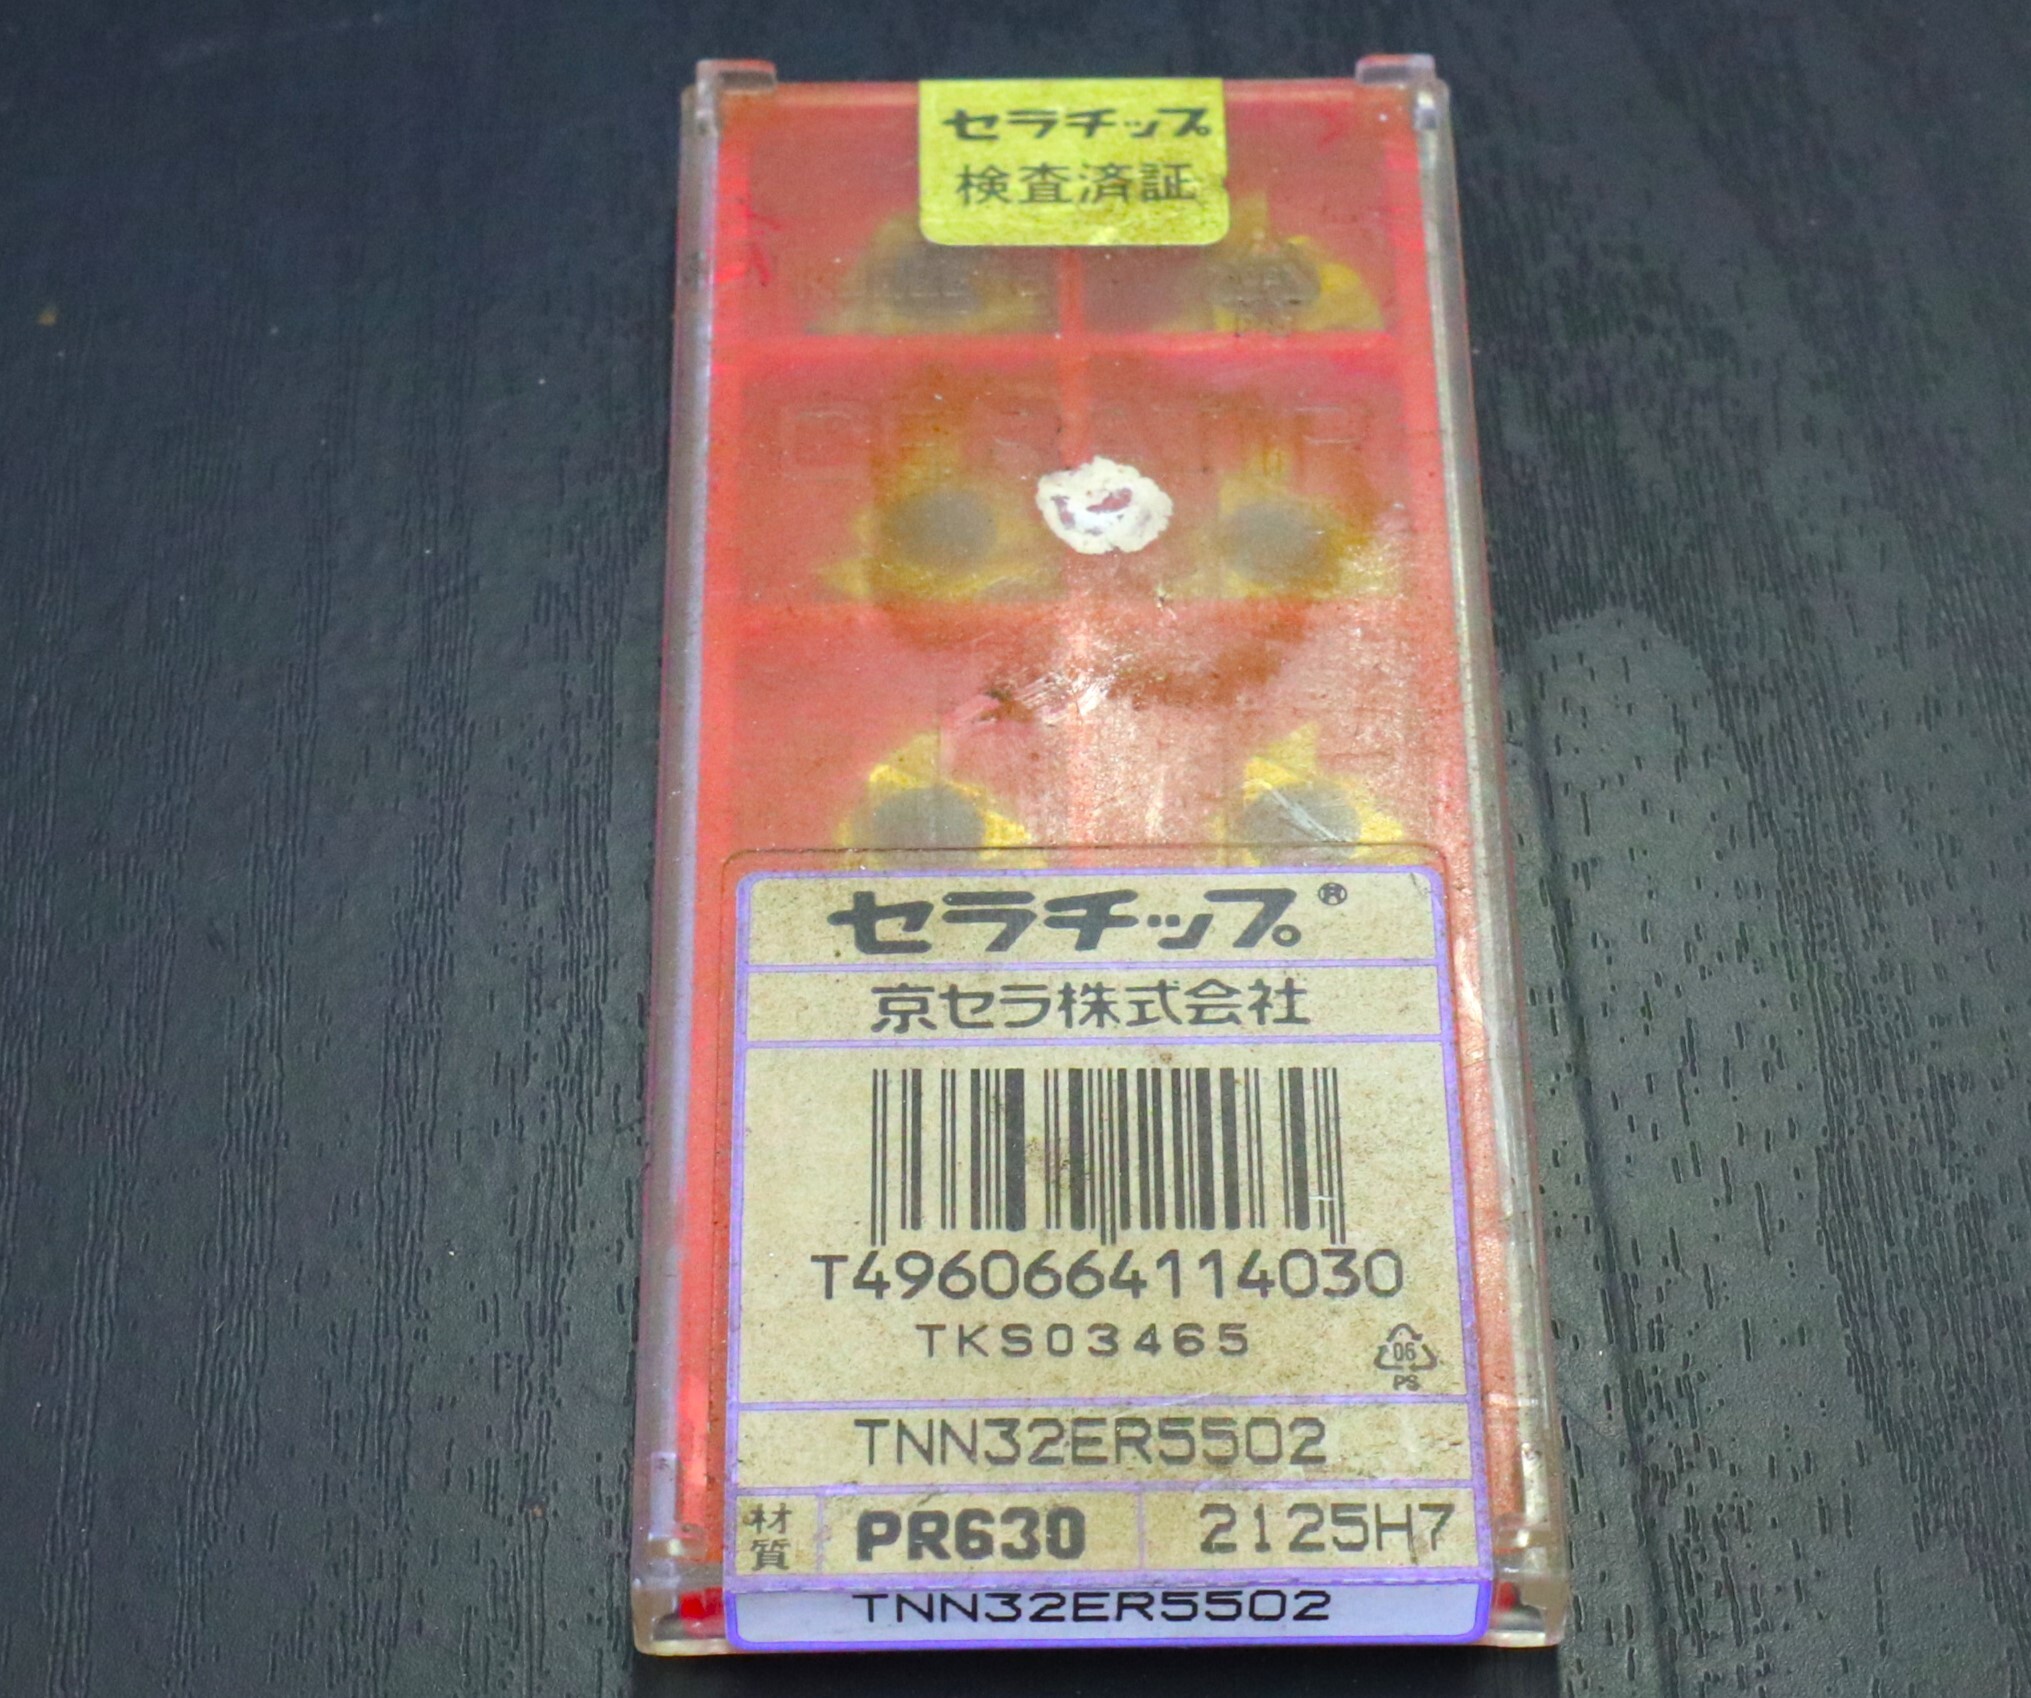 セラチップ
検査済証
セラチップ®
京セラ株式会社
T4960664114030
TKS03465
06
PS
TNN32ER5502
材質
PR630
2125H7
TNN32ER5502